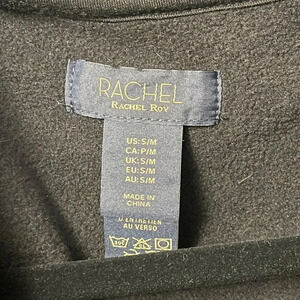 RACHEL
RACHEL ROY
US:S/M
CA:P/M
UK:S/M
EU:S/M
AU:S/M
MADE IN
CHINA
D'ENTRETIEN
AU VERSO